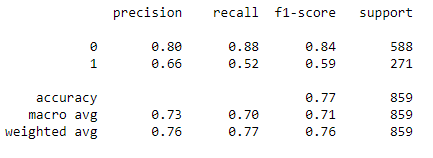 precision recall f1-score support
0 0.80 0.88 0.84 588
1 0.66 0.52 0.59 271
accuracy 0.77 859
macro avg 0.73 0.70 0.71 859
weighted avg 0.76 0.77 0.76 859